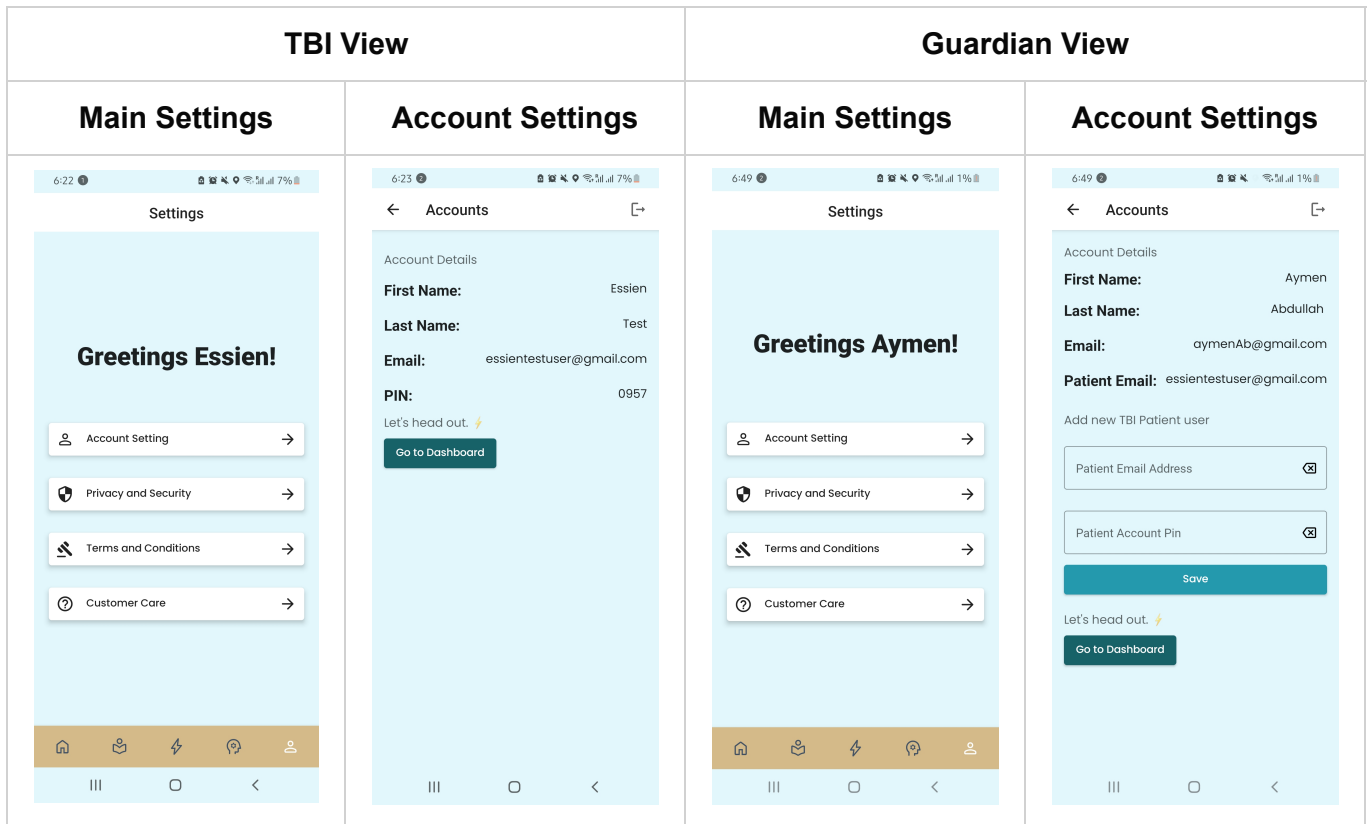 TBI View
Guardian View
Main Settings
Account Settings
Main Settings
Account Settings
6:22 1 7%
Settings
Greetings Essien!
Account Setting
Privacy and Security
Terms and Conditions
Customer Care
6:23 2 7%
Accounts
Account Details
First Name: Essien
Last Name: Test
Email: essientestuser@gmail.com
PIN: 0957
Let's head out. ⚡
Go to Dashboard
6:49 2 1%
Settings
Greetings Aymen!
Account Setting
Privacy and Security
Terms and Conditions
Customer Care
6:49 2 1%
Accounts
Account Details
First Name: Aymen
Last Name: Abdullah
Email: aymenAb@gmail.com
Patient Email: essientestuser@gmail.com
Add new TBI Patient user
Patient Email Address
Patient Account Pin
Save
Let's head out. ⚡
Go to Dashboard